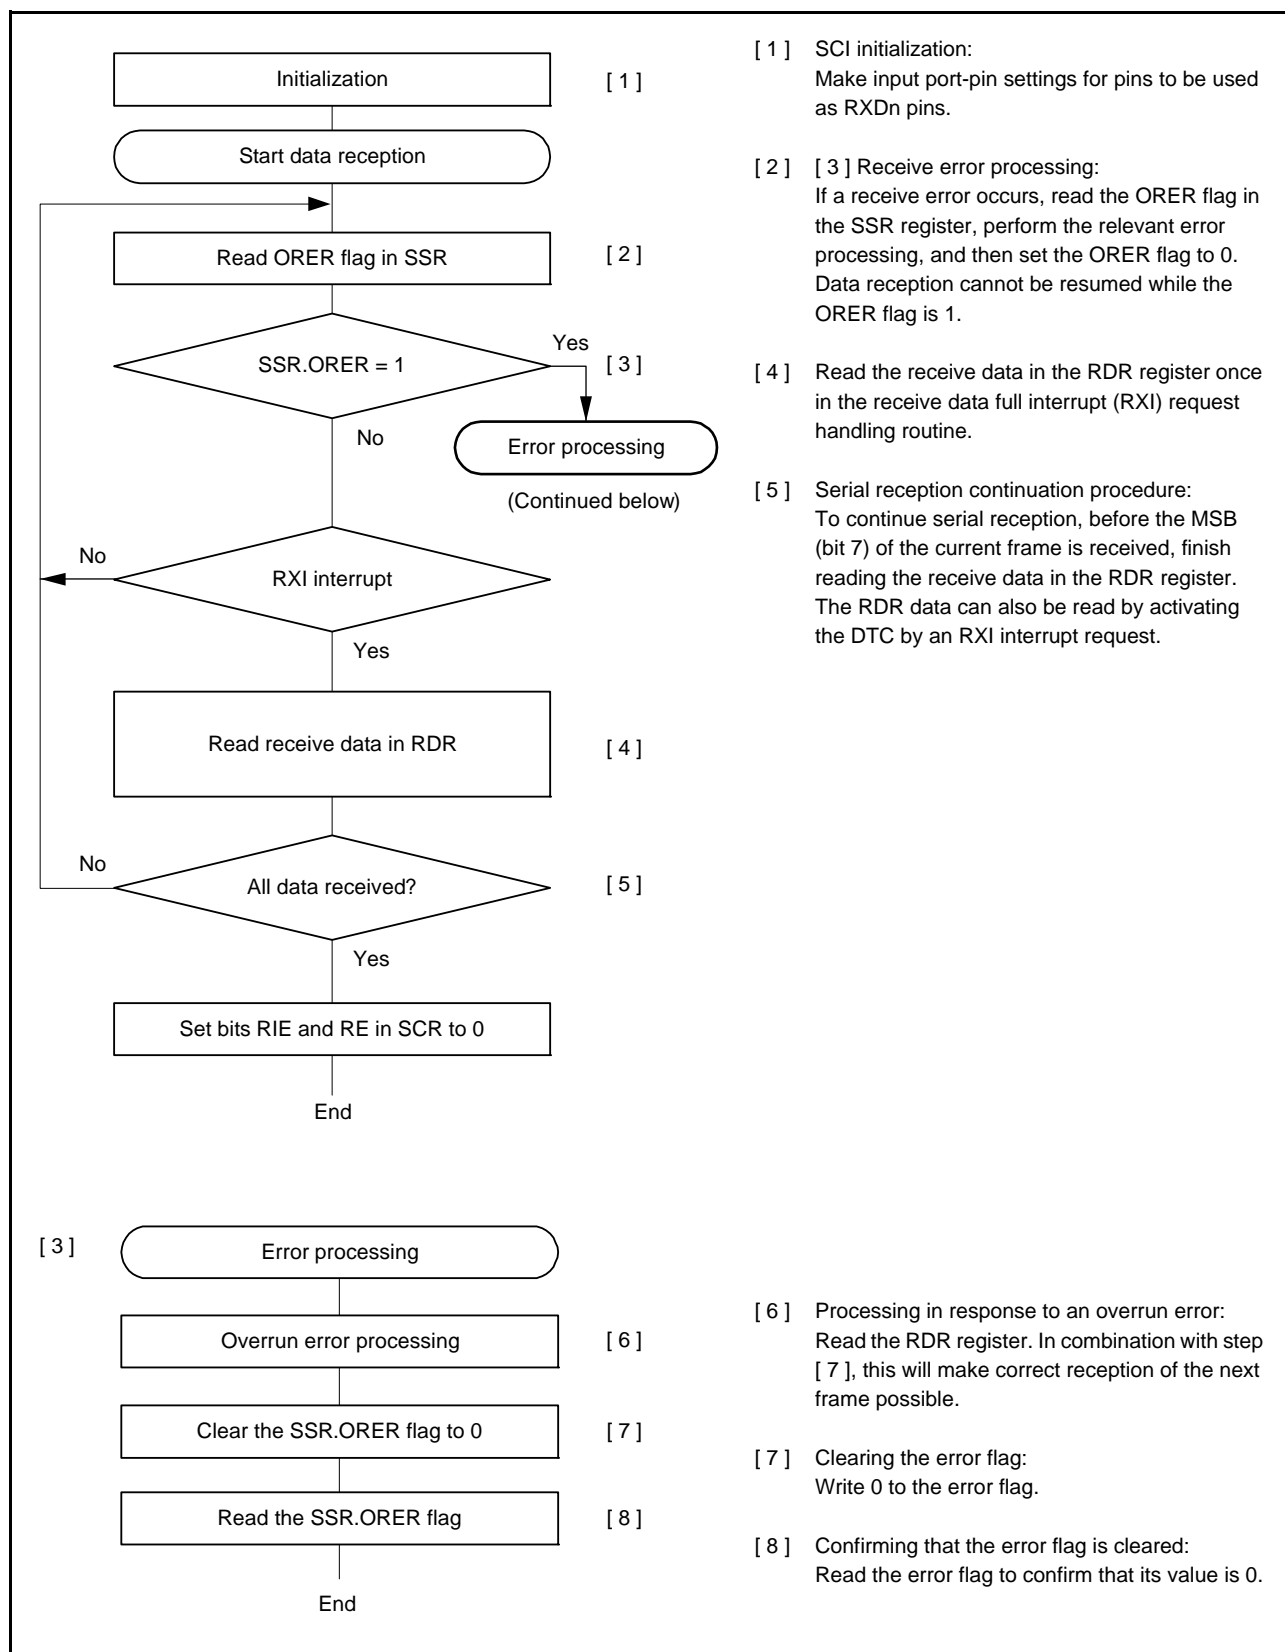 Initialization
[ 1 ]
Start data reception
Read ORER flag in SSR
[ 2 ]
SSR.ORER = 1
Yes
[ 3 ]
No
Error processing
(Continued below)
No
RXI interrupt
Yes
Read receive data in RDR
[ 4 ]
No
All data received?
[ 5 ]
Yes
Set bits RIE and RE in SCR to 0
End
[ 1 ] SCI initialization:
Make input port-pin settings for pins to be used
as RXDn pins.
[ 2 ] [ 3 ] Receive error processing:
If a receive error occurs, read the ORER flag in
the SSR register, perform the relevant error
processing, and then set the ORER flag to 0.
Data reception cannot be resumed while the
ORER flag is 1.
[ 4 ] Read the receive data in the RDR register once
in the receive data full interrupt (RXI) request
handling routine.
[ 5 ] Serial reception continuation procedure:
To continue serial reception, before the MSB
(bit 7) of the current frame is received, finish
reading the receive data in the RDR register.
The RDR data can also be read by activating
the DTC by an RXI interrupt request.
[ 3 ]
Error processing
Overrun error processing
[ 6 ]
Clear the SSR.ORER flag to 0
[ 7 ]
Read the SSR.ORER flag
[ 8 ]
End
[ 6 ] Processing in response to an overrun error:
Read the RDR register. In combination with step
[ 7 ], this will make correct reception of the next
frame possible.
[ 7 ] Clearing the error flag:
Write 0 to the error flag.
[ 8 ] Confirming that the error flag is cleared:
Read the error flag to confirm that its value is 0.